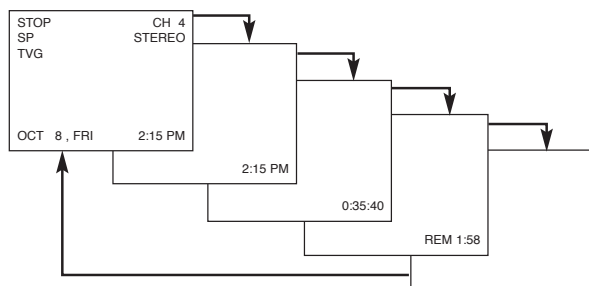 STOP CH 4
SP STEREO
TVG
OCT 8 , FRI 2:15 PM
2:15 PM
0:35:40
REM 1:58